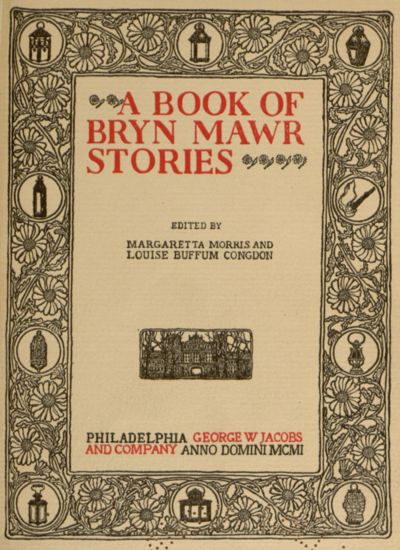 A BOOK OF
BRYN MAWR
STORIES
EDITED BY
MARGARETTA MORRIS AND
LOUISE BUFFUM CONGDON
PHILADELPHIA GEORGE W JACOBS
AND COMPANY ANNO DOMINI MCMI